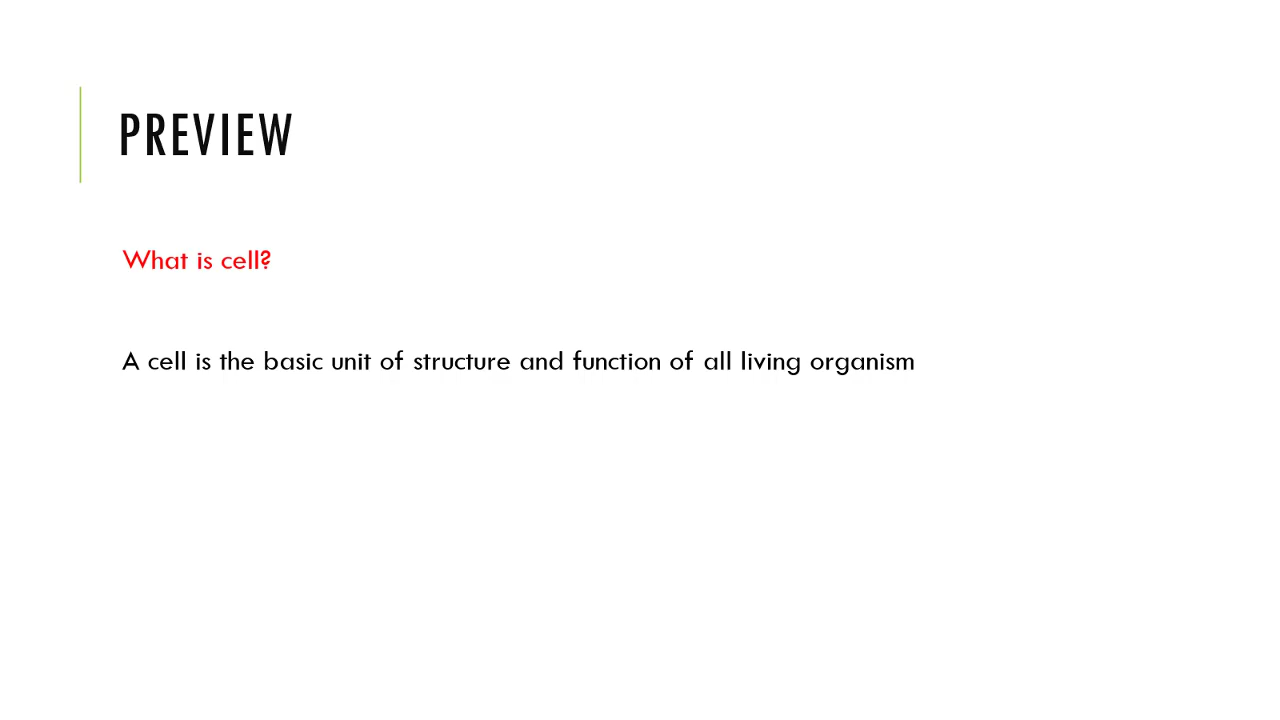 PREVIEW
What is cell?
A cell is the basic unit of structure and function of all living organism